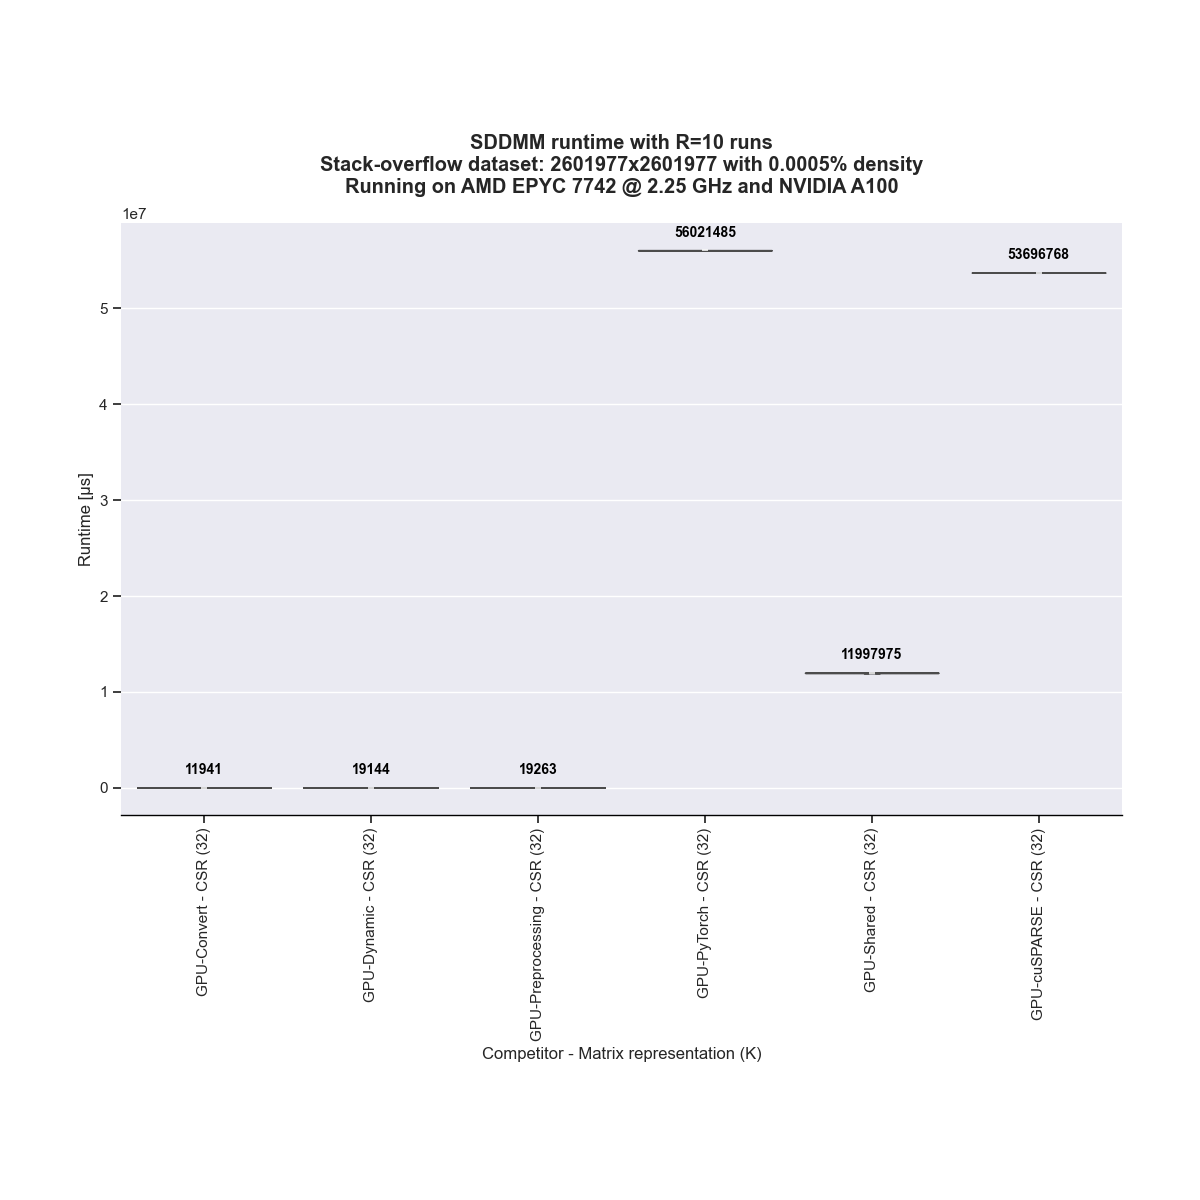 SDDMM runtime with R=10 runs
Stack-overflow dataset: 2601977x2601977 with 0.0005% density
Running on AMD EPYC 7742 @ 2.25 GHz and NVIDIA A100
1e7
56021485
53696768
5
4
3
2
11997975
1
11941
19144
19263
0
Runtime [μs]
GPU-Convert - CSR (32)
GPU-Dynamic - CSR (32)
GPU-Preprocessing - CSR (32)
GPU-PyTorch - CSR (32)
GPU-Shared - CSR (32)
GPU-cuSPARSE - CSR (32)
Competitor - Matrix representation (K)